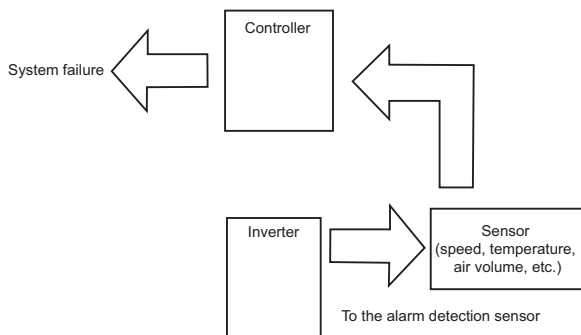 Controller
System failure
Inverter
Sensor
(speed, temperature,
air volume, etc.)
To the alarm detection sensor